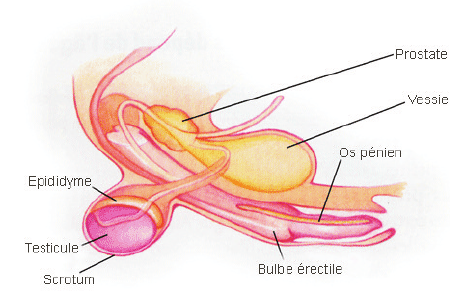 Prostate
Vessie
Os pénien
Epididyme
Testicule
Scrotum
Bulbe érectile